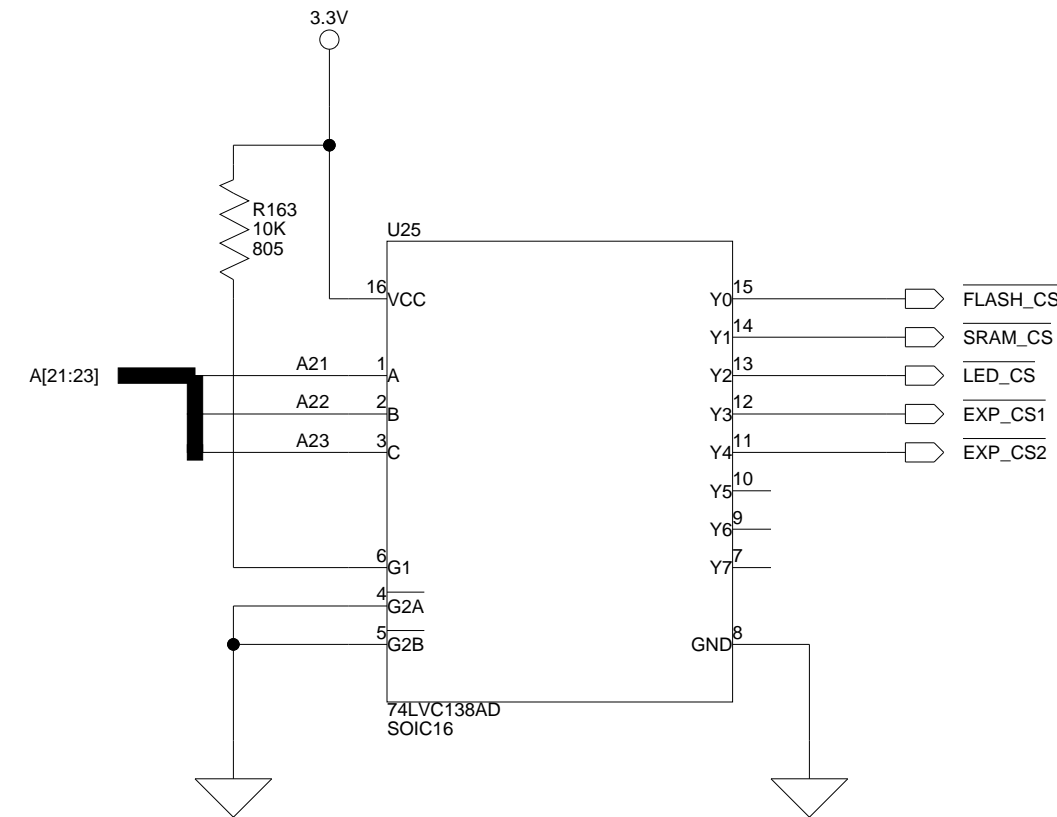 3.3V
R163
10K
805
U25
16
VCC
Y0
15
FLASH_CS
Y1
14
SRAM_CS
A[21:23]
A21
1
A
Y2
13
LED_CS
A22
2
B
Y3
12
EXP_CS1
A23
3
C
Y4
11
EXP_CS2
Y5
10
Y6
9
6
G1
Y7
7
4
G2A
5
G2B
GND
8
74LVC138AD
SOIC16